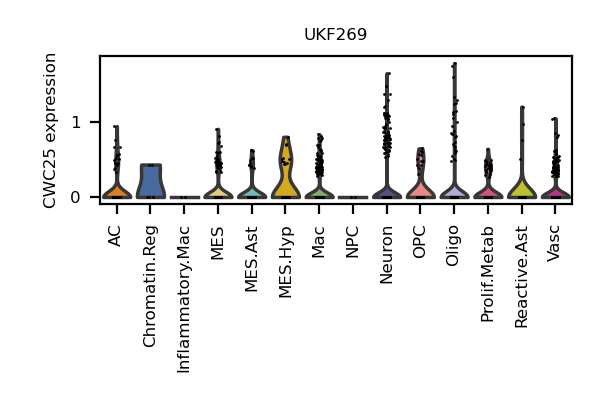 UKF269
CWC25 expression
1
0
AC
Chromatin.Reg
Inflammatory.Mac
MES
MES.Ast
MES.Hyp
Mac
NPC
Neuron
OPC
Oligo
Prolif.Metab
Reactive.Ast
Vasc